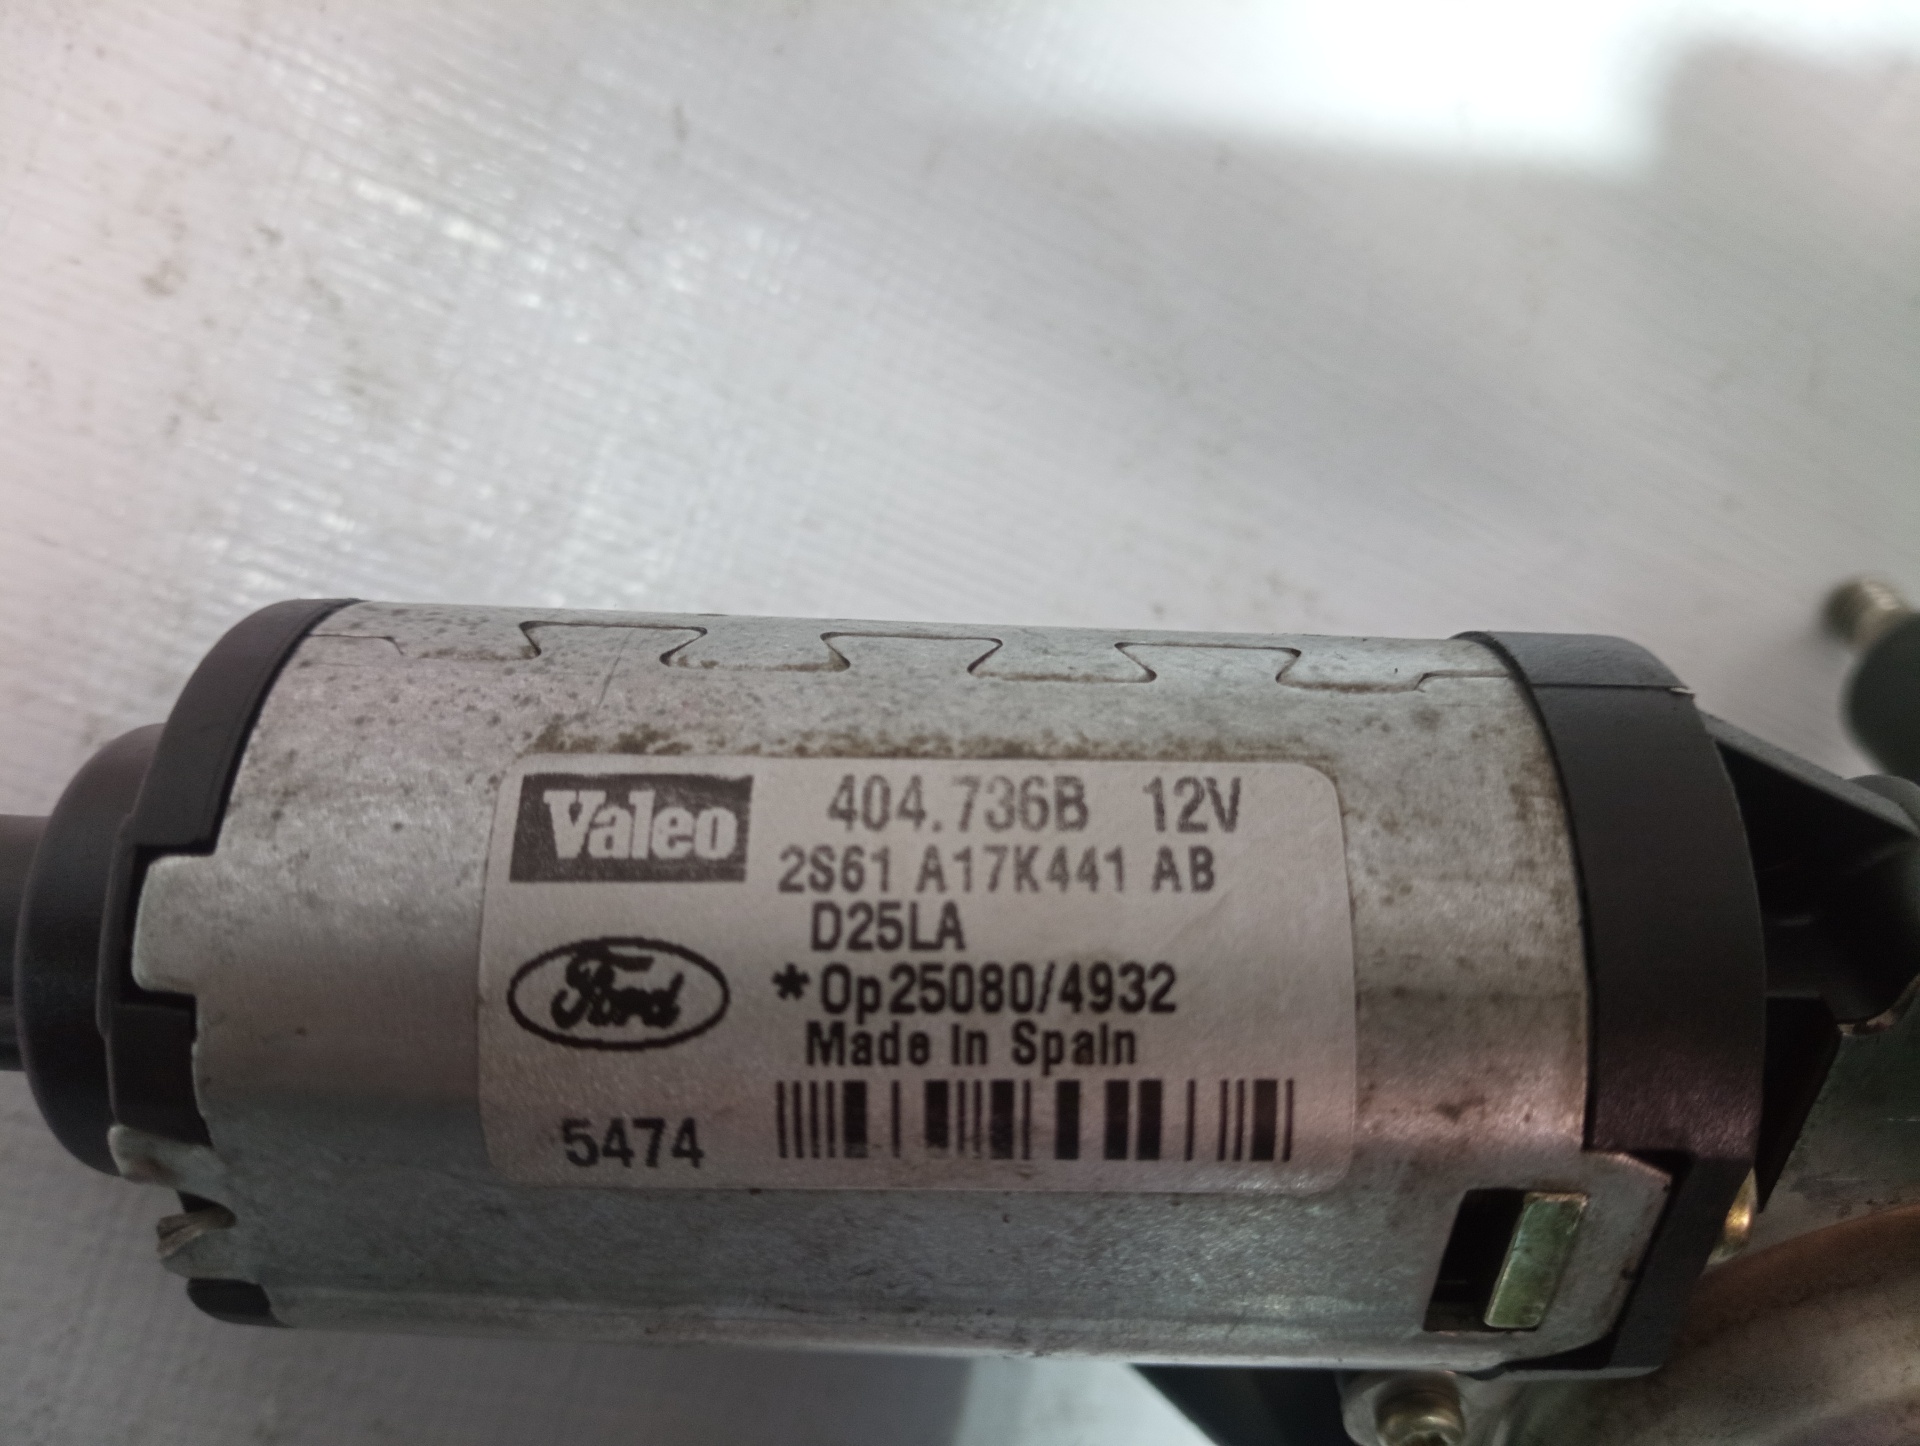 Valeo 404.736B 12V
2S61 A17K441 AB
D25LA
Ford *Op25080/4932
Made In Spain
5474